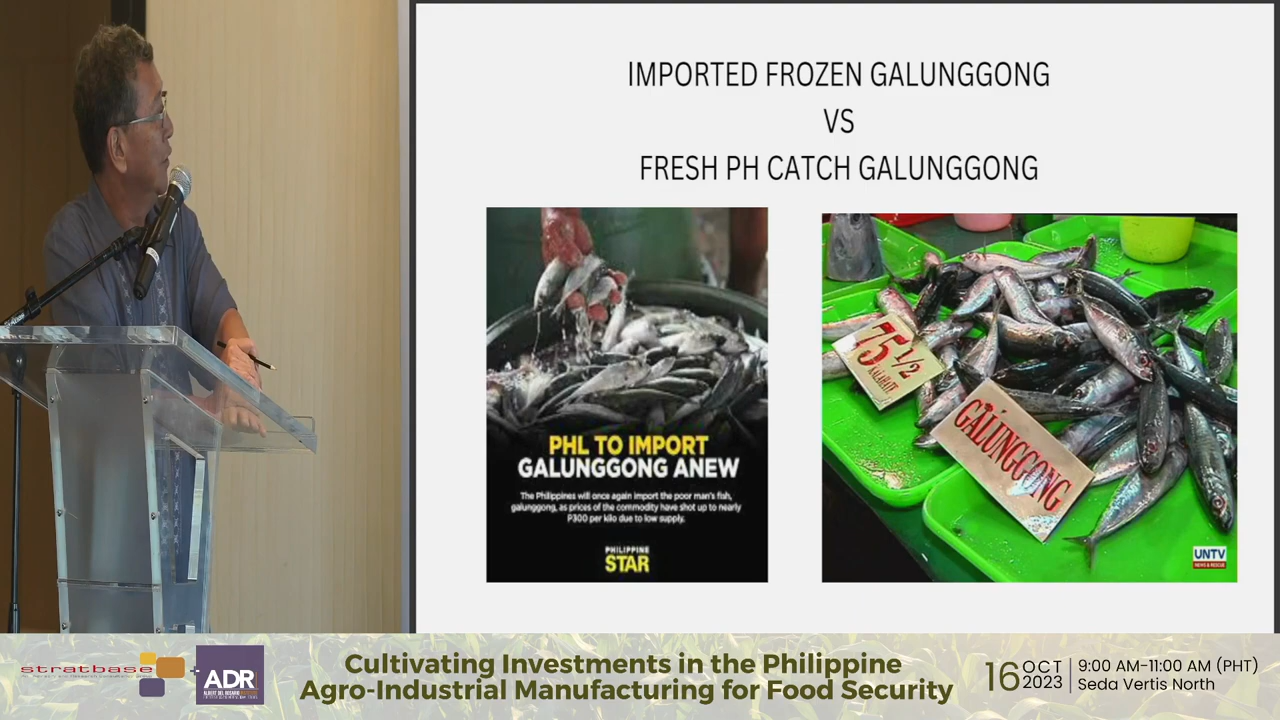 IMPORTED FROZEN GALUNGGONG
VS
FRESH PH CATCH GALUNGGONG
PHL TO IMPORT
GALUNGGONG ANEW
The Philippines will once again import the poor man's fish,
galunggong, as prices of the commodity have shot up to nearly
P300 per kilo due to low supply.
PHILIPPINE
STAR
75 1/2
KALAHATI
GALUNGGONG
UNTV
NEWS & RESCUE
stratbase
+
ADR
Cultivating Investments in the Philippine
Agro-Industrial Manufacturing for Food Security
16 OCT 2023
9:00 AM-11:00 AM (PHT)
Seda Vertis North